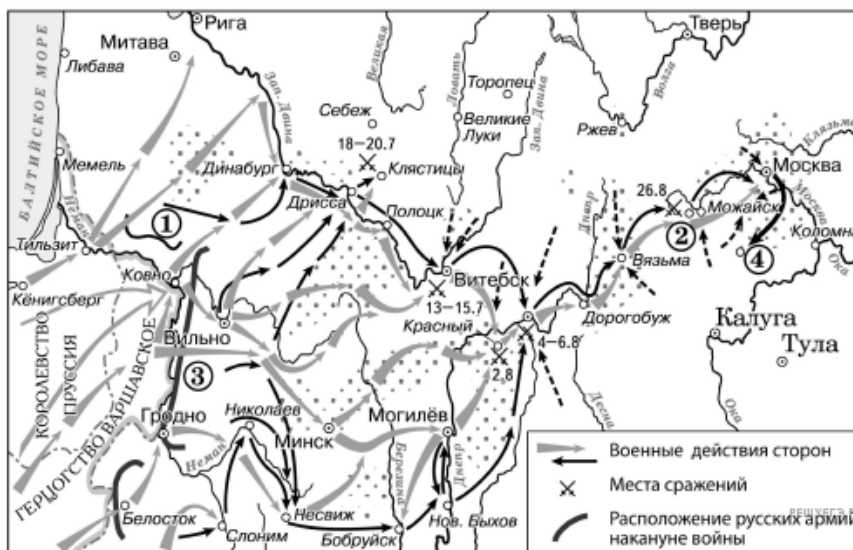 Рига
Тверь
Митава
Либава
БАЛТИЙСКОЕ МОРЕ
Зап. Двина
Великая
Ловать
Торопец
Волга
Себеж
18–20.7
Великие
Луки
Зап. Двина
Ржев
Клязьма
Мемель
Динабург
Клястицы
Москва
Неман
Дрисса
Днепр
26.8
Полоцк
Можайск
Москва
1
2
Тильзит
Коломна
4
Ковно
Витебск
Вязьма
Ока
Кёнигсберг
13–15.7
Вильно
Красный
Дорогобуж
4–6.8
Калуга
КОРОЛЕВСТВО
ПРУССИЯ
ГЕРЦОГСТВО ВАРШАВСКОЕ
3
2.8
Тула
Николаев
Могилёв
Десна
Ока
Гродно
Минск
Неман
Березина
Днепр
Белосток
Слоним
Несвиж
Бобруйск
Нов. Быхов
Военные действия сторон
Места сражений
Расположение русских армий
накануне войны